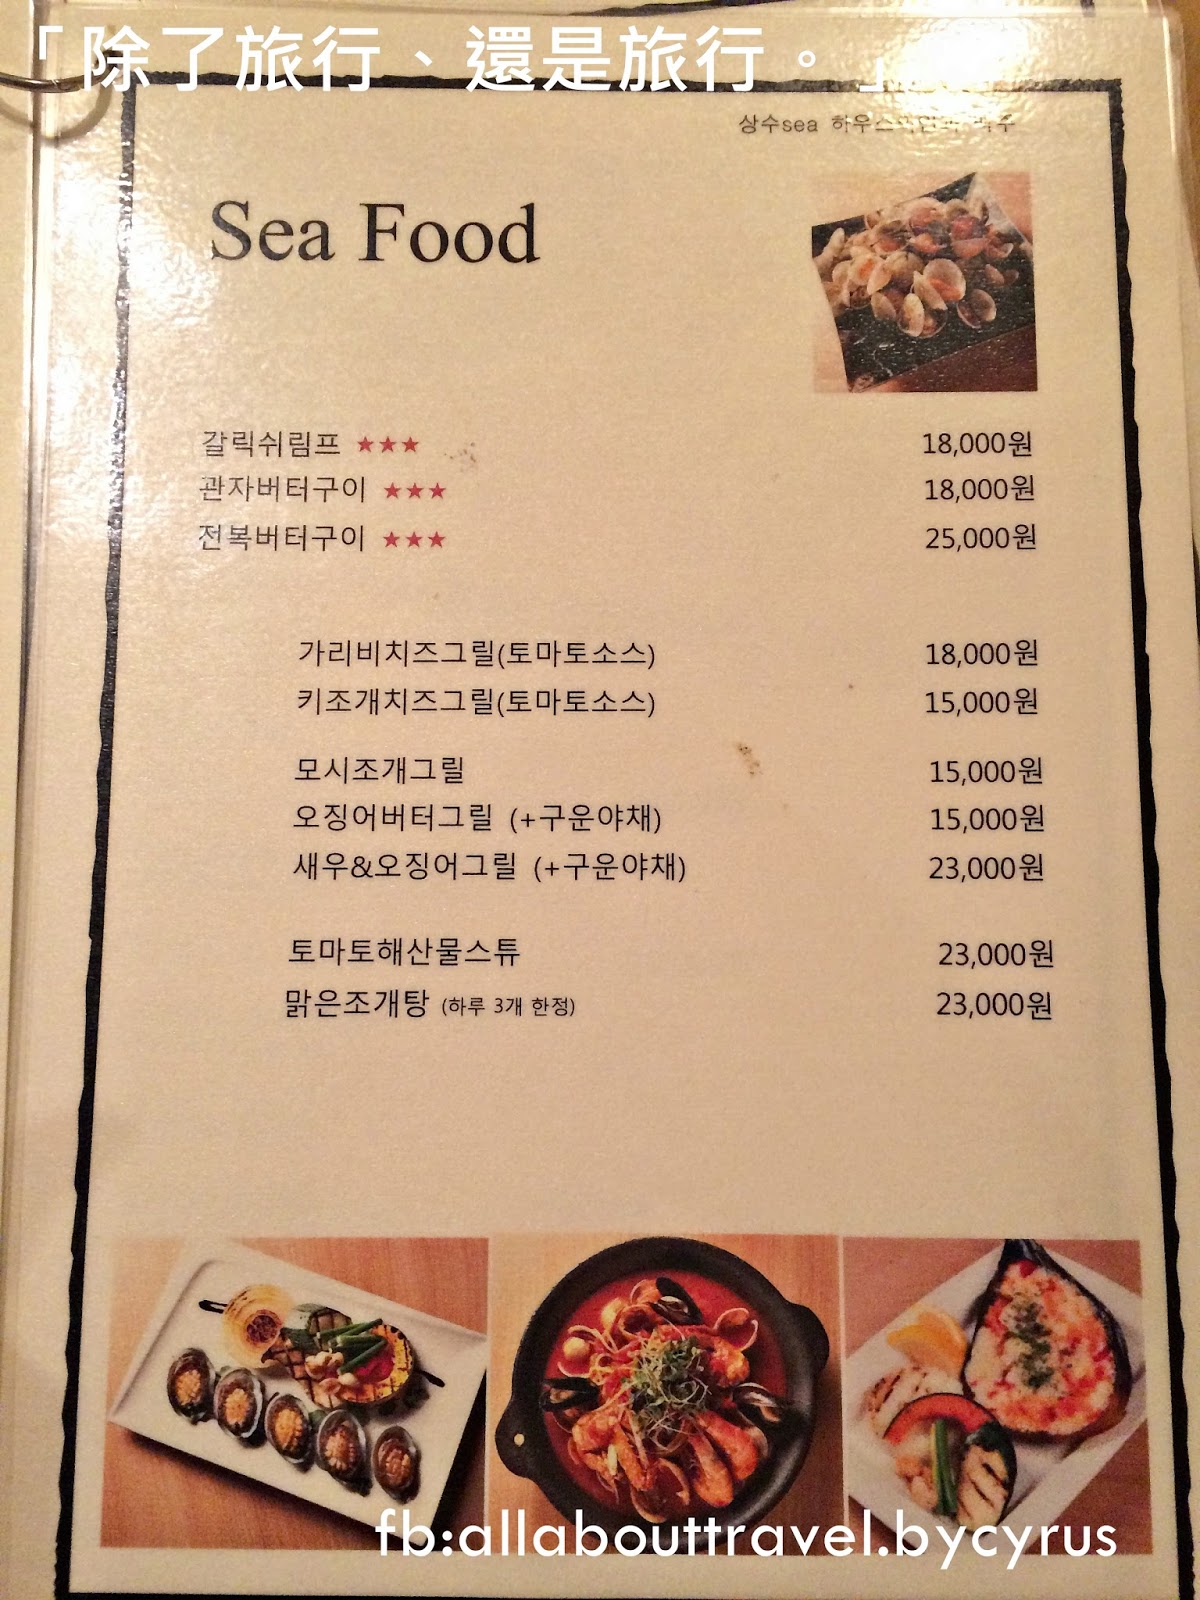 「除了旅行、還是旅行。」
상수sea
Sea Food
갈릭쉬림프 ★★★ 18,000원
관자버터구이 ★★★ 18,000원
전복버터구이 ★★★ 25,000원
가리비치즈그릴(토마토소스) 18,000원
키조개치즈그릴(토마토소스) 15,000원
모시조개그릴 15,000원
오징어버터그릴 (+구운야채) 15,000원
새우&오징어그릴 (+구운야채) 23,000원
토마토해산물스튜 23,000원
맑은조개탕 (하루 3개 한정) 23,000원
fb:allabouttravel.bycyrus